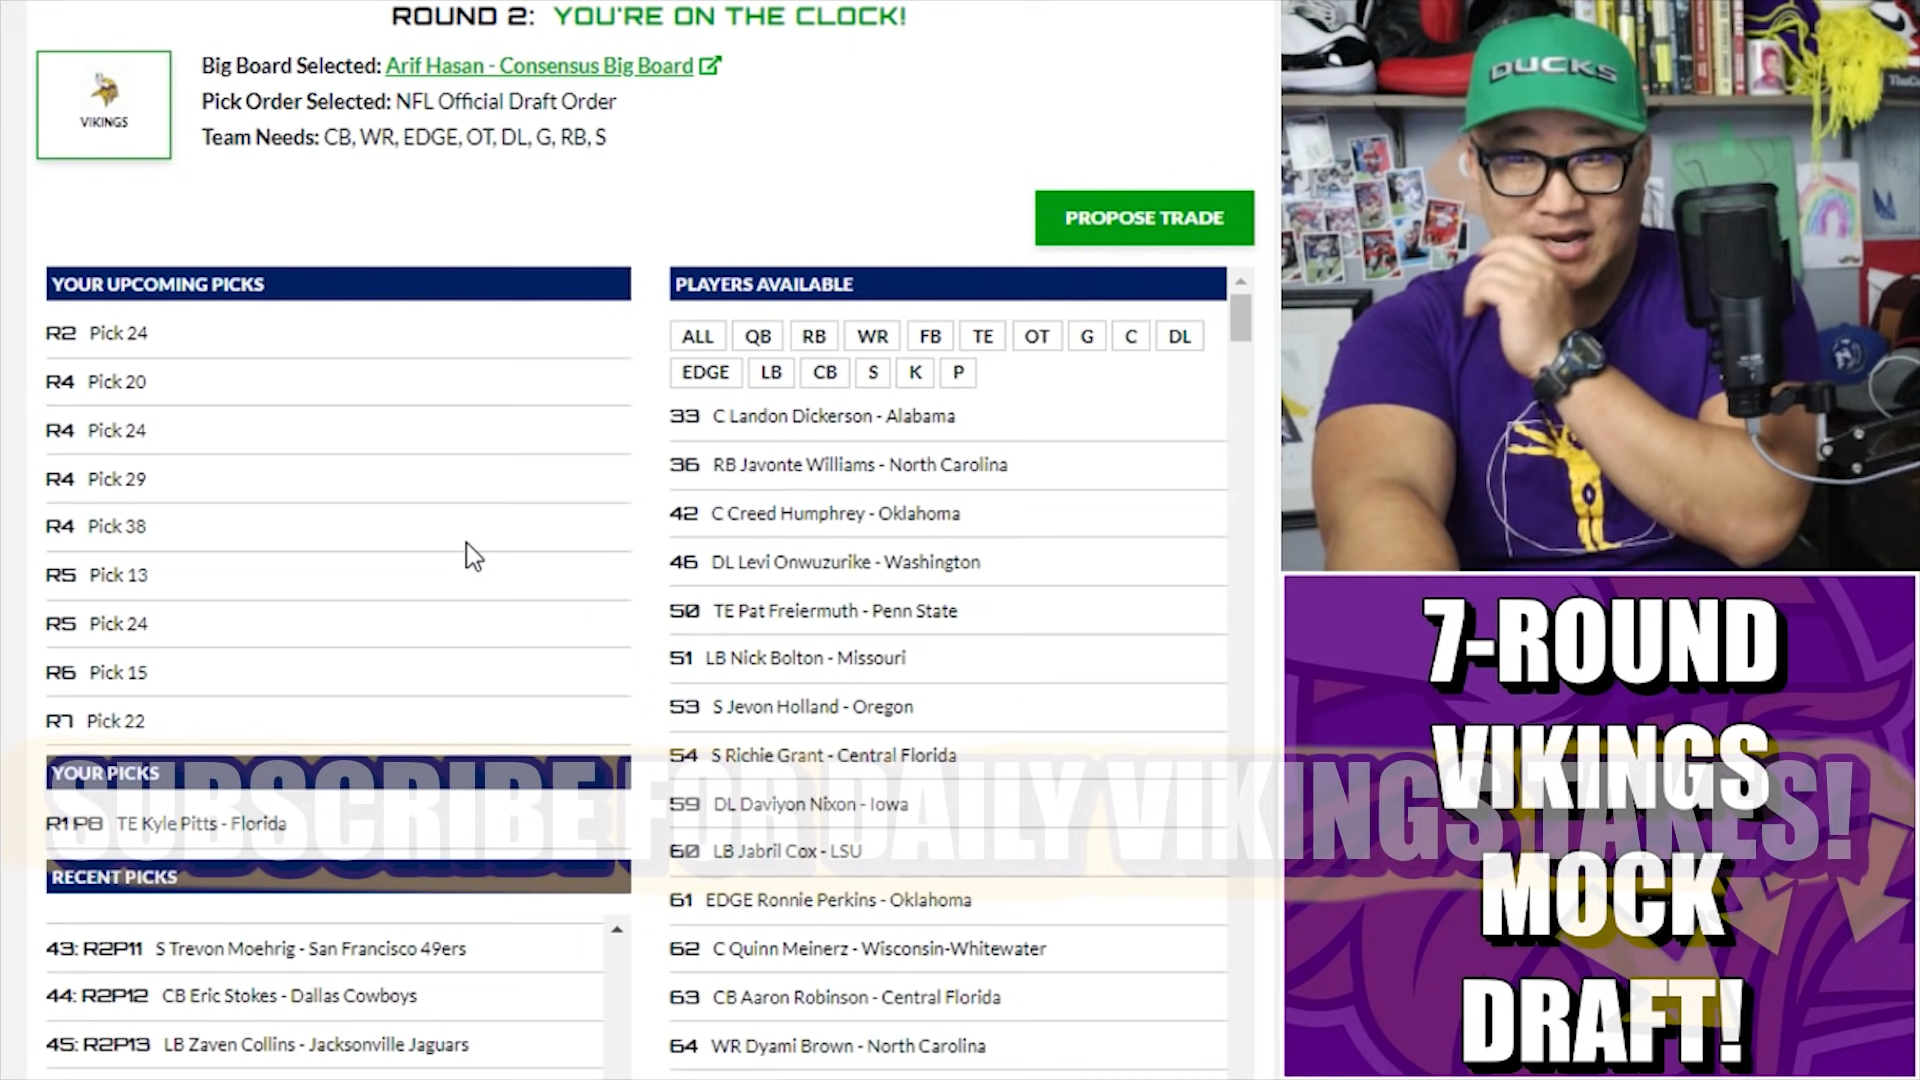 ROUND 2: YOU'RE ON THE CLOCK!
VIKINGS
Big Board Selected: Arif Hasan - Consensus Big Board
Pick Order Selected: NFL Official Draft Order
Team Needs: CB, WR, EDGE, OT, DL, G, RB, S
PROPOSE TRADE
YOUR UPCOMING PICKS
R2 Pick 24
R4 Pick 20
R4 Pick 24
R4 Pick 29
R4 Pick 38
R5 Pick 13
R5 Pick 24
R6 Pick 15
R7 Pick 22
YOUR PICKS
R1 P8 TE Kyle Pitts - Florida
RECENT PICKS
43: R2P11 S Trevon Moehrig - San Francisco 49ers
44: R2P12 CB Eric Stokes - Dallas Cowboys
45: R2P13 LB Zaven Collins - Jacksonville Jaguars
PLAYERS AVAILABLE
ALL QB RB WR FB TE OT G C DL
EDGE LB CB S K P
33 C Landon Dickerson - Alabama
36 RB Javonte Williams - North Carolina
42 C Creed Humphrey - Oklahoma
46 DL Levi Onwuzurike - Washington
50 TE Pat Freiermuth - Penn State
51 LB Nick Bolton - Missouri
53 S Jevon Holland - Oregon
54 S Richie Grant - Central Florida
59 DL Daviyon Nixon - Iowa
60 LB Jabril Cox - LSU
61 EDGE Ronnie Perkins - Oklahoma
62 C Quinn Meinerz - Wisconsin-Whitewater
63 CB Aaron Robinson - Central Florida
64 WR Dyami Brown - North Carolina
SUBSCRIBE FOR DAILY VIKINGS TAKES!
DUCKS
7-ROUND
VIKINGS
MOCK
DRAFT!